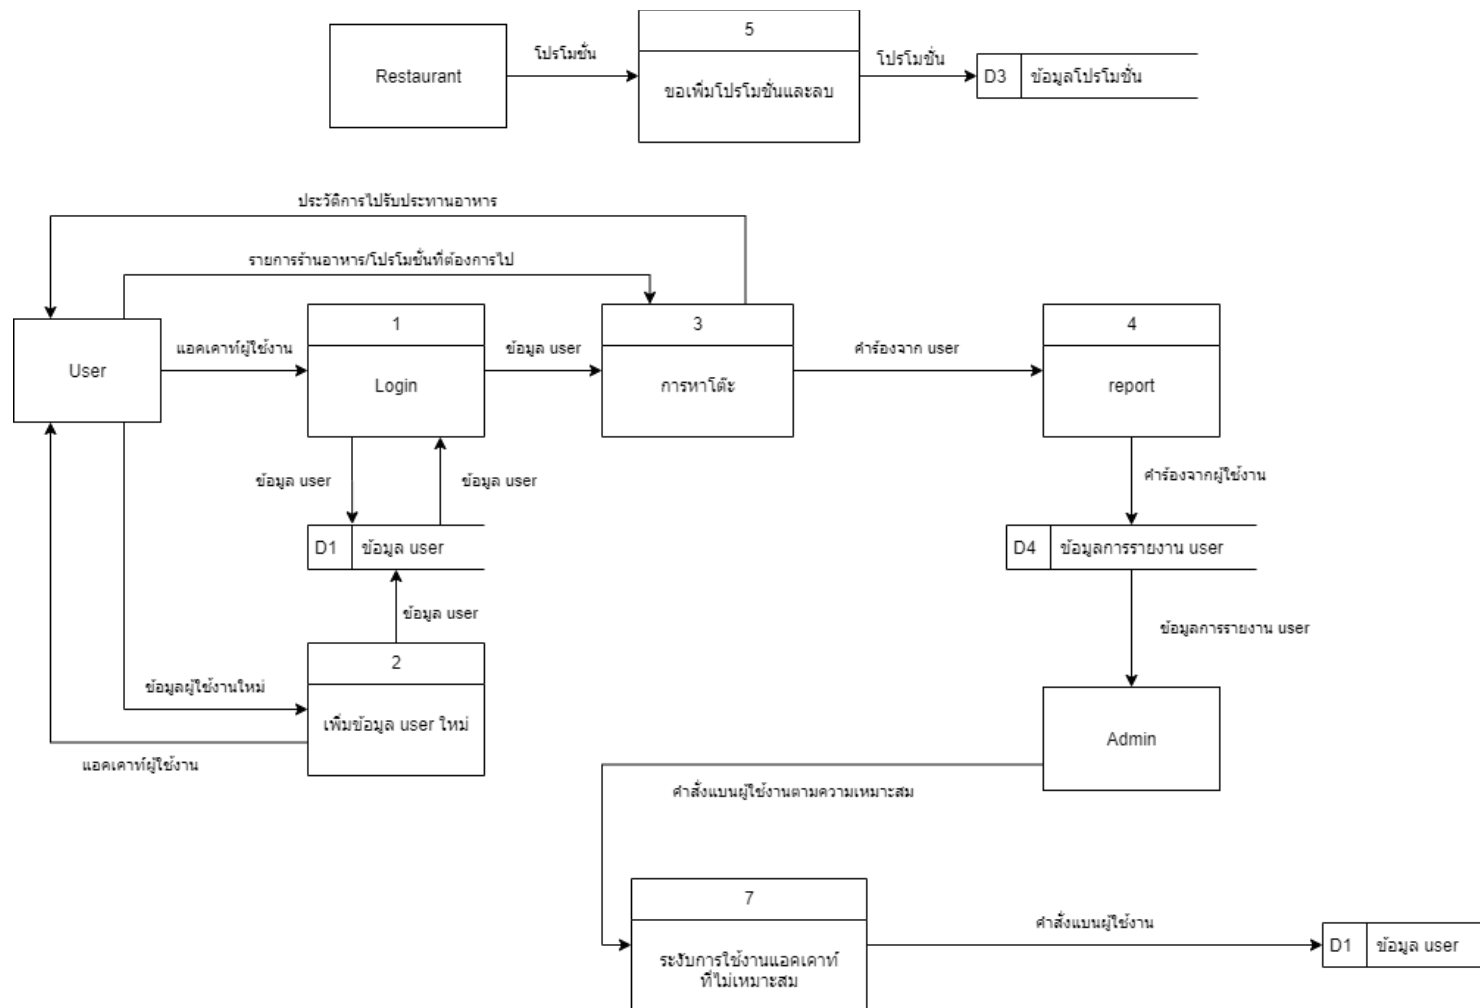 5
Restaurant
โปรโมชั่น
ขอเพิ่มโปรโมชั่นและลบ
โปรโมชั่น
D3
ข้อมูลโปรโมชั่น
ประวัติการไปรับประทานอาหาร
รายการร้านอาหาร/โปรโมชั่นที่ต้องการไป
User
แอคเคาท์ผู้ใช้งาน
1
Login
ข้อมูล user
3
การหาโต๊ะ
คำร้องจาก user
4
report
ข้อมูล user
ข้อมูล user
คำร้องจากผู้ใช้งาน
D1
ข้อมูล user
D4
ข้อมูลการรายงาน user
ข้อมูล user
ข้อมูลการรายงาน user
2
เพิ่มข้อมูล user ใหม่
ข้อมูลผู้ใช้งานใหม่
แอคเคาท์ผู้ใช้งาน
Admin
คำสั่งแบนผู้ใช้งานตามความเหมาะสม
7
ระงับการใช้งานแอคเคาท์
ที่ไม่เหมาะสม
คำสั่งแบนผู้ใช้งาน
D1
ข้อมูล user